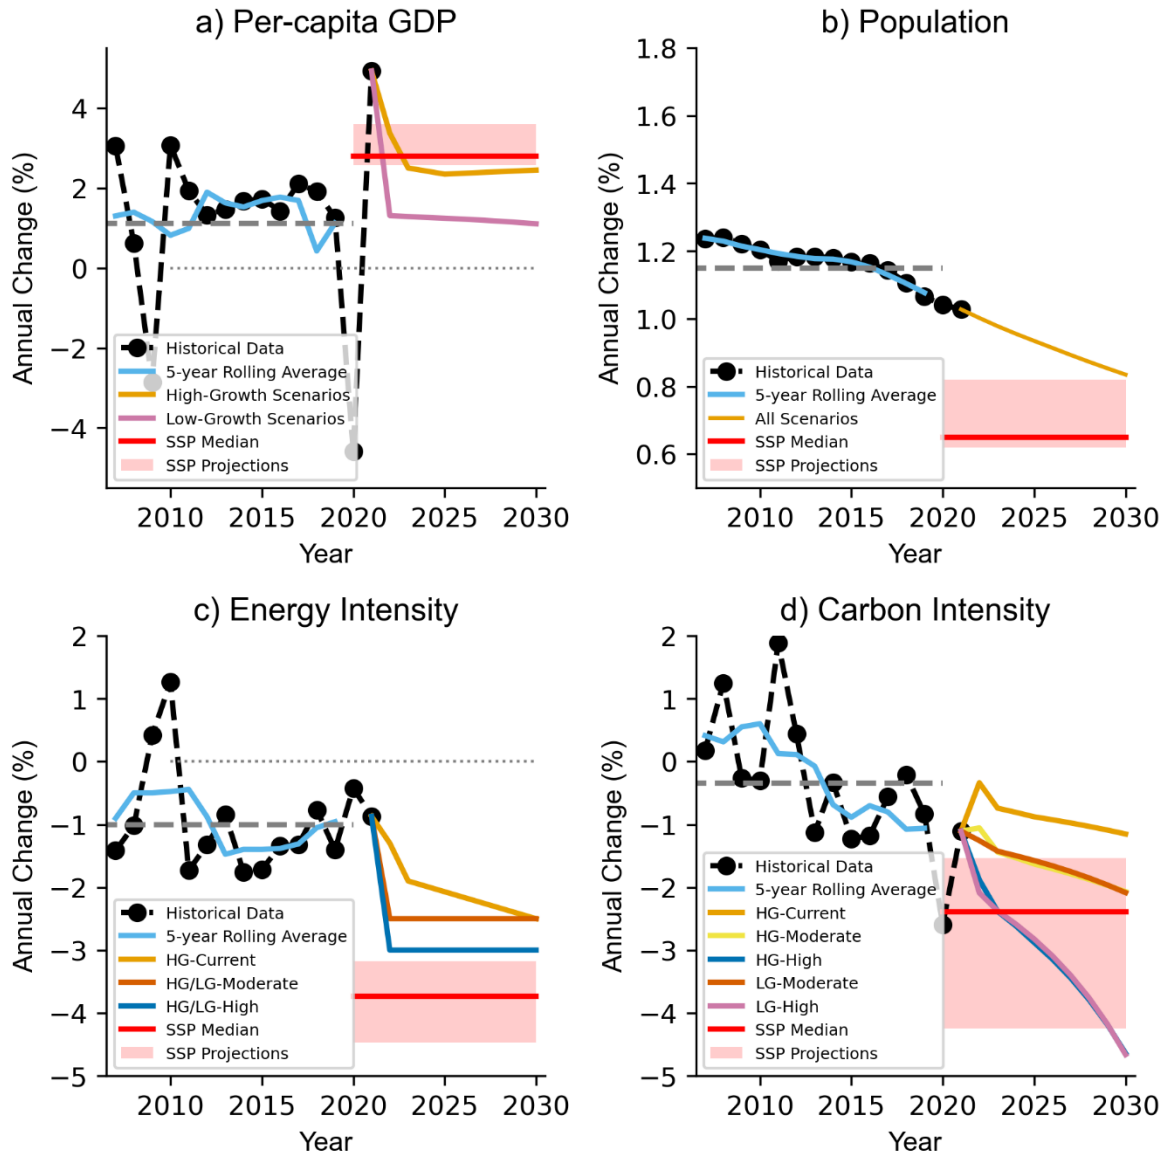 a) Per-capita GDP
Annual Change (%)
4
2
0
−2
−4
Historical Data
5-year Rolling Average
High-Growth Scenarios
Low-Growth Scenarios
SSP Median
SSP Projections
2010 2015 2020 2025 2030
Year
b) Population
Annual Change (%)
1.8
1.6
1.4
1.2
1.0
0.8
0.6
Historical Data
5-year Rolling Average
All Scenarios
SSP Median
SSP Projections
2010 2015 2020 2025 2030
Year
c) Energy Intensity
Annual Change (%)
2
1
0
−1
−2
−3
−4
−5
Historical Data
5-year Rolling Average
HG-Current
HG/LG-Moderate
HG/LG-High
SSP Median
SSP Projections
2010 2015 2020 2025 2030
Year
d) Carbon Intensity
Annual Change (%)
2
1
0
−1
−2
−3
−4
−5
Historical Data
5-year Rolling Average
HG-Current
HG-Moderate
HG-High
LG-Moderate
LG-High
SSP Median
SSP Projections
2010 2015 2020 2025 2030
Year